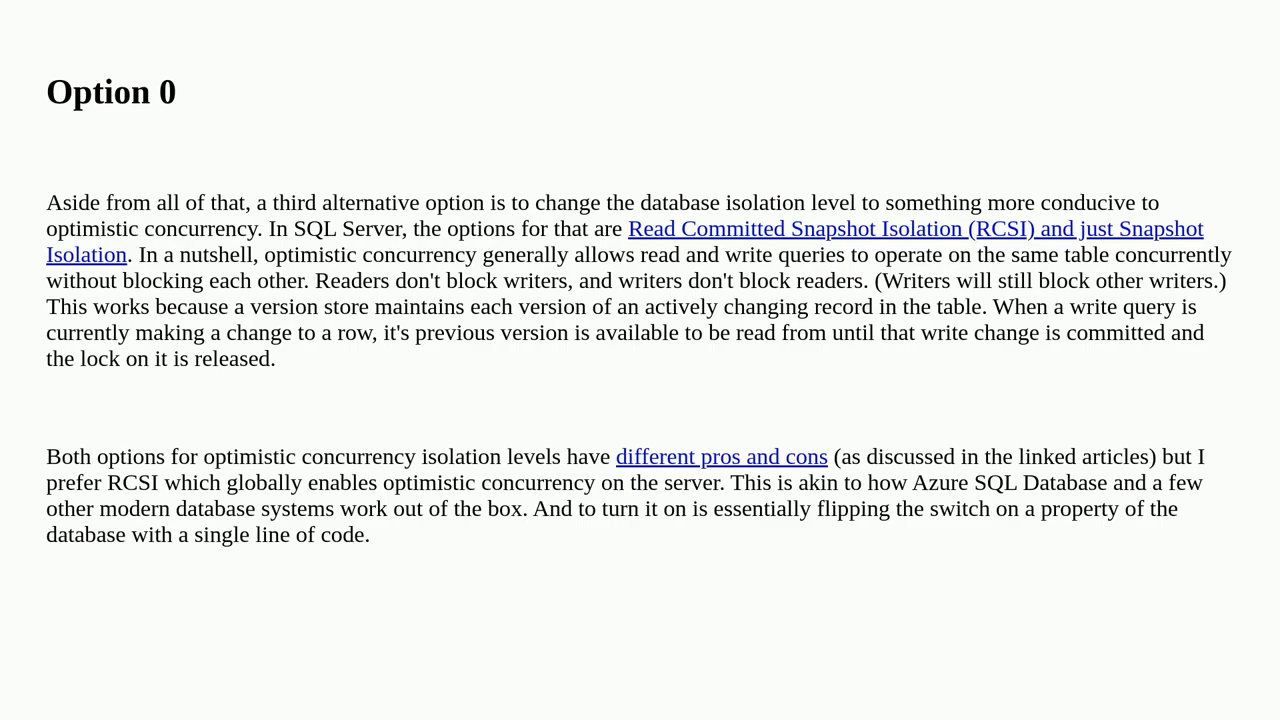 Option 0
Aside from all of that, a third alternative option is to change the database isolation level to something more conducive to
optimistic concurrency. In SQL Server, the options for that are Read Committed Snapshot Isolation (RCSI) and just Snapshot
Isolation. In a nutshell, optimistic concurrency generally allows read and write queries to operate on the same table concurrently
without blocking each other. Readers don't block writers, and writers don't block readers. (Writers will still block other writers.)
This works because a version store maintains each version of an actively changing record in the table. When a write query is
currently making a change to a row, it's previous version is available to be read from until that write change is committed and
the lock on it is released.
Both options for optimistic concurrency isolation levels have different pros and cons (as discussed in the linked articles) but I
prefer RCSI which globally enables optimistic concurrency on the server. This is akin to how Azure SQL Database and a few
other modern database systems work out of the box. And to turn it on is essentially flipping the switch on a property of the
database with a single line of code.